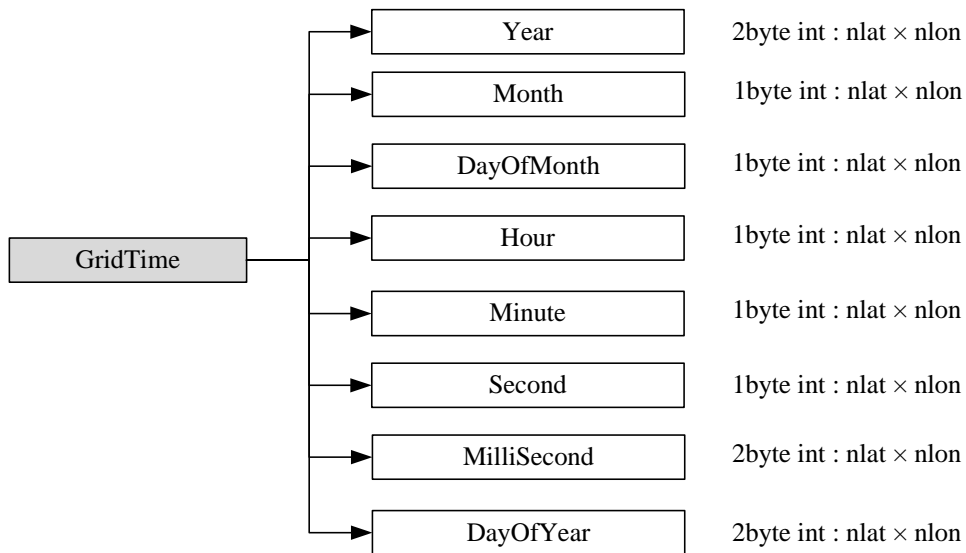 Year 2byte int : nlat × nlon
Month 1byte int : nlat × nlon
DayOfMonth 1byte int : nlat × nlon
Hour 1byte int : nlat × nlon
GridTime
Minute 1byte int : nlat × nlon
Second 1byte int : nlat × nlon
MilliSecond 2byte int : nlat × nlon
DayOfYear 2byte int : nlat × nlon